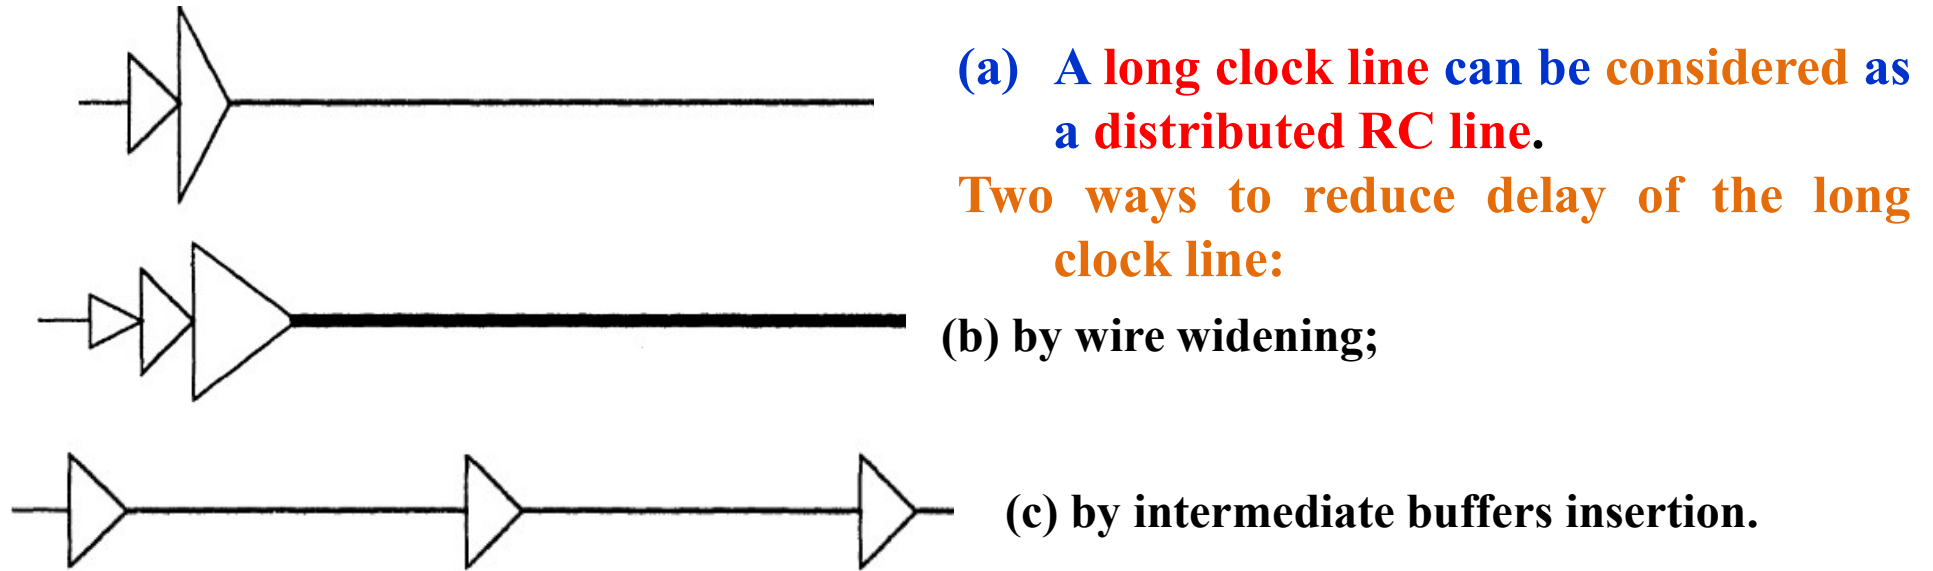 (a) A long clock line can be considered as
a distributed RC line.
Two ways to reduce delay of the long
clock line:
(b) by wire widening;
(c) by intermediate buffers insertion.